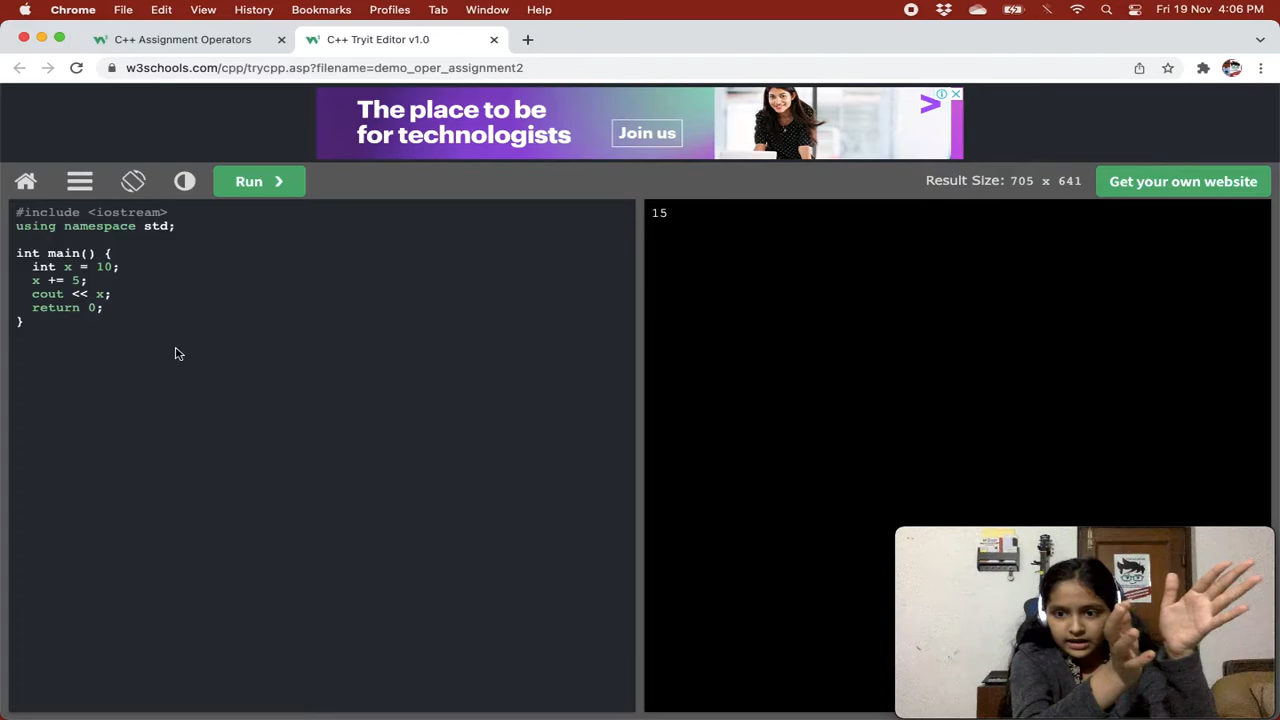 Chrome File Edit View History Bookmarks Profiles Tab Window Help Fri 19 Nov 4:06 PM
C++ Assignment Operators C++ Tryit Editor v1.0
w3schools.com/cpp/trycpp.asp?filename=demo_oper_assignment2
The place to be
for technologists
Join us
Run ❯ Result Size: 705 x 641 Get your own website
#include <iostream>
using namespace std;
int main() {
int x = 10;
x += 5;
cout << x;
return 0;
}
15